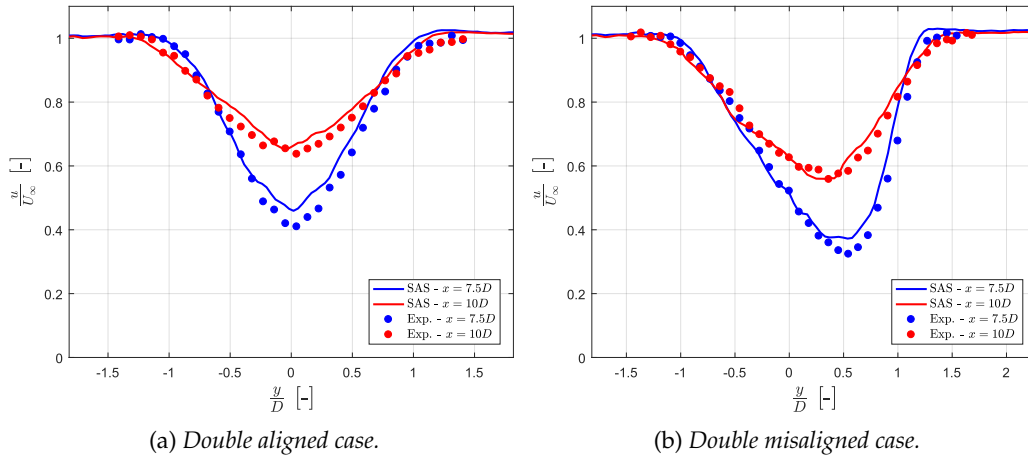 1
0.8
0.6
0.4
0.2
0
u/U∞ [-]
-1.5 -1 -0.5 0 0.5 1 1.5
y/D [-]
SAS - x = 7.5D
SAS - x = 10D
Exp. - x = 7.5D
Exp. - x = 10D
(a) Double aligned case.
1
0.8
0.6
0.4
0.2
0
u/U∞ [-]
-1.5 -1 -0.5 0 0.5 1 1.5 2
y/D [-]
SAS - x = 7.5D
SAS - x = 10D
Exp. - x = 7.5D
Exp. - x = 10D
(b) Double misaligned case.